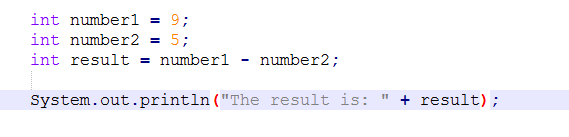 int number1 = 9;
int number2 = 5;
int result = number1 - number2;
System.out.println("The result is: " + result);